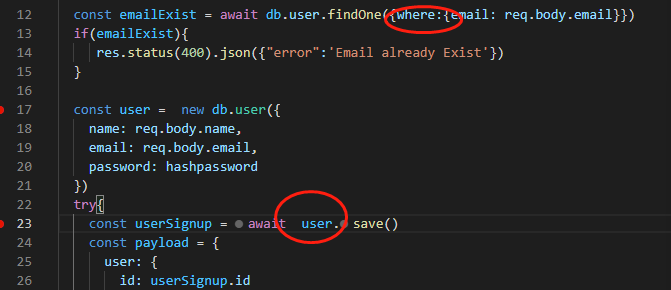 12 const emailExist = await db.user.findOne({where:{email: req.body.email}})
13 if(emailExist){
14 res.status(400).json({"error":'Email already Exist'})
15 }
16
17 const user =  new db.user({
18 name: req.body.name,
19 email: req.body.email,
20 password: hashpassword
21 })
22 try{
23 const userSignup = await  user. save()
24 const payload = {
25 user: {
26 id: userSignup.id